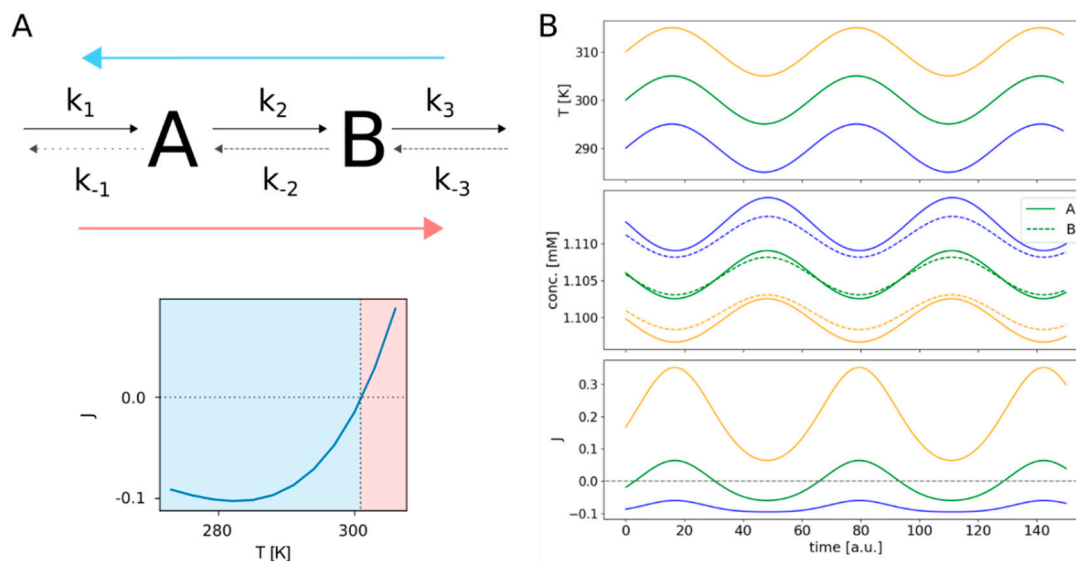 A
k1 k2 k3
A B
k-1 k-2 k-3
0.0
J
-0.1
280 300
T [K]
B
310
T [K]
300
290
A
B
1.110
conc. [mM]
1.105
1.100
0.3
0.2
J
0.1
0.0
−0.1
0 20 40 60 80 100 120 140
time [a.u.]